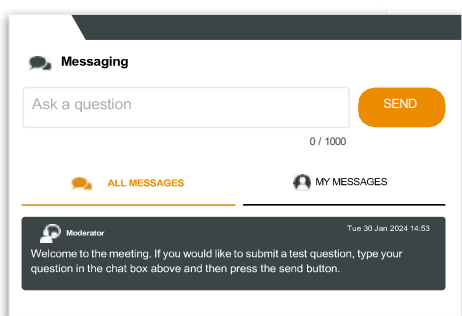 Messaging
Ask a question
SEND
0 / 1000
ALL MESSAGES
MY MESSAGES
Moderator
Tue 30 Jan 2024 14:53
Welcome to the meeting. If you would like to submit a test question, type your
question in the chat box above and then press the send button.